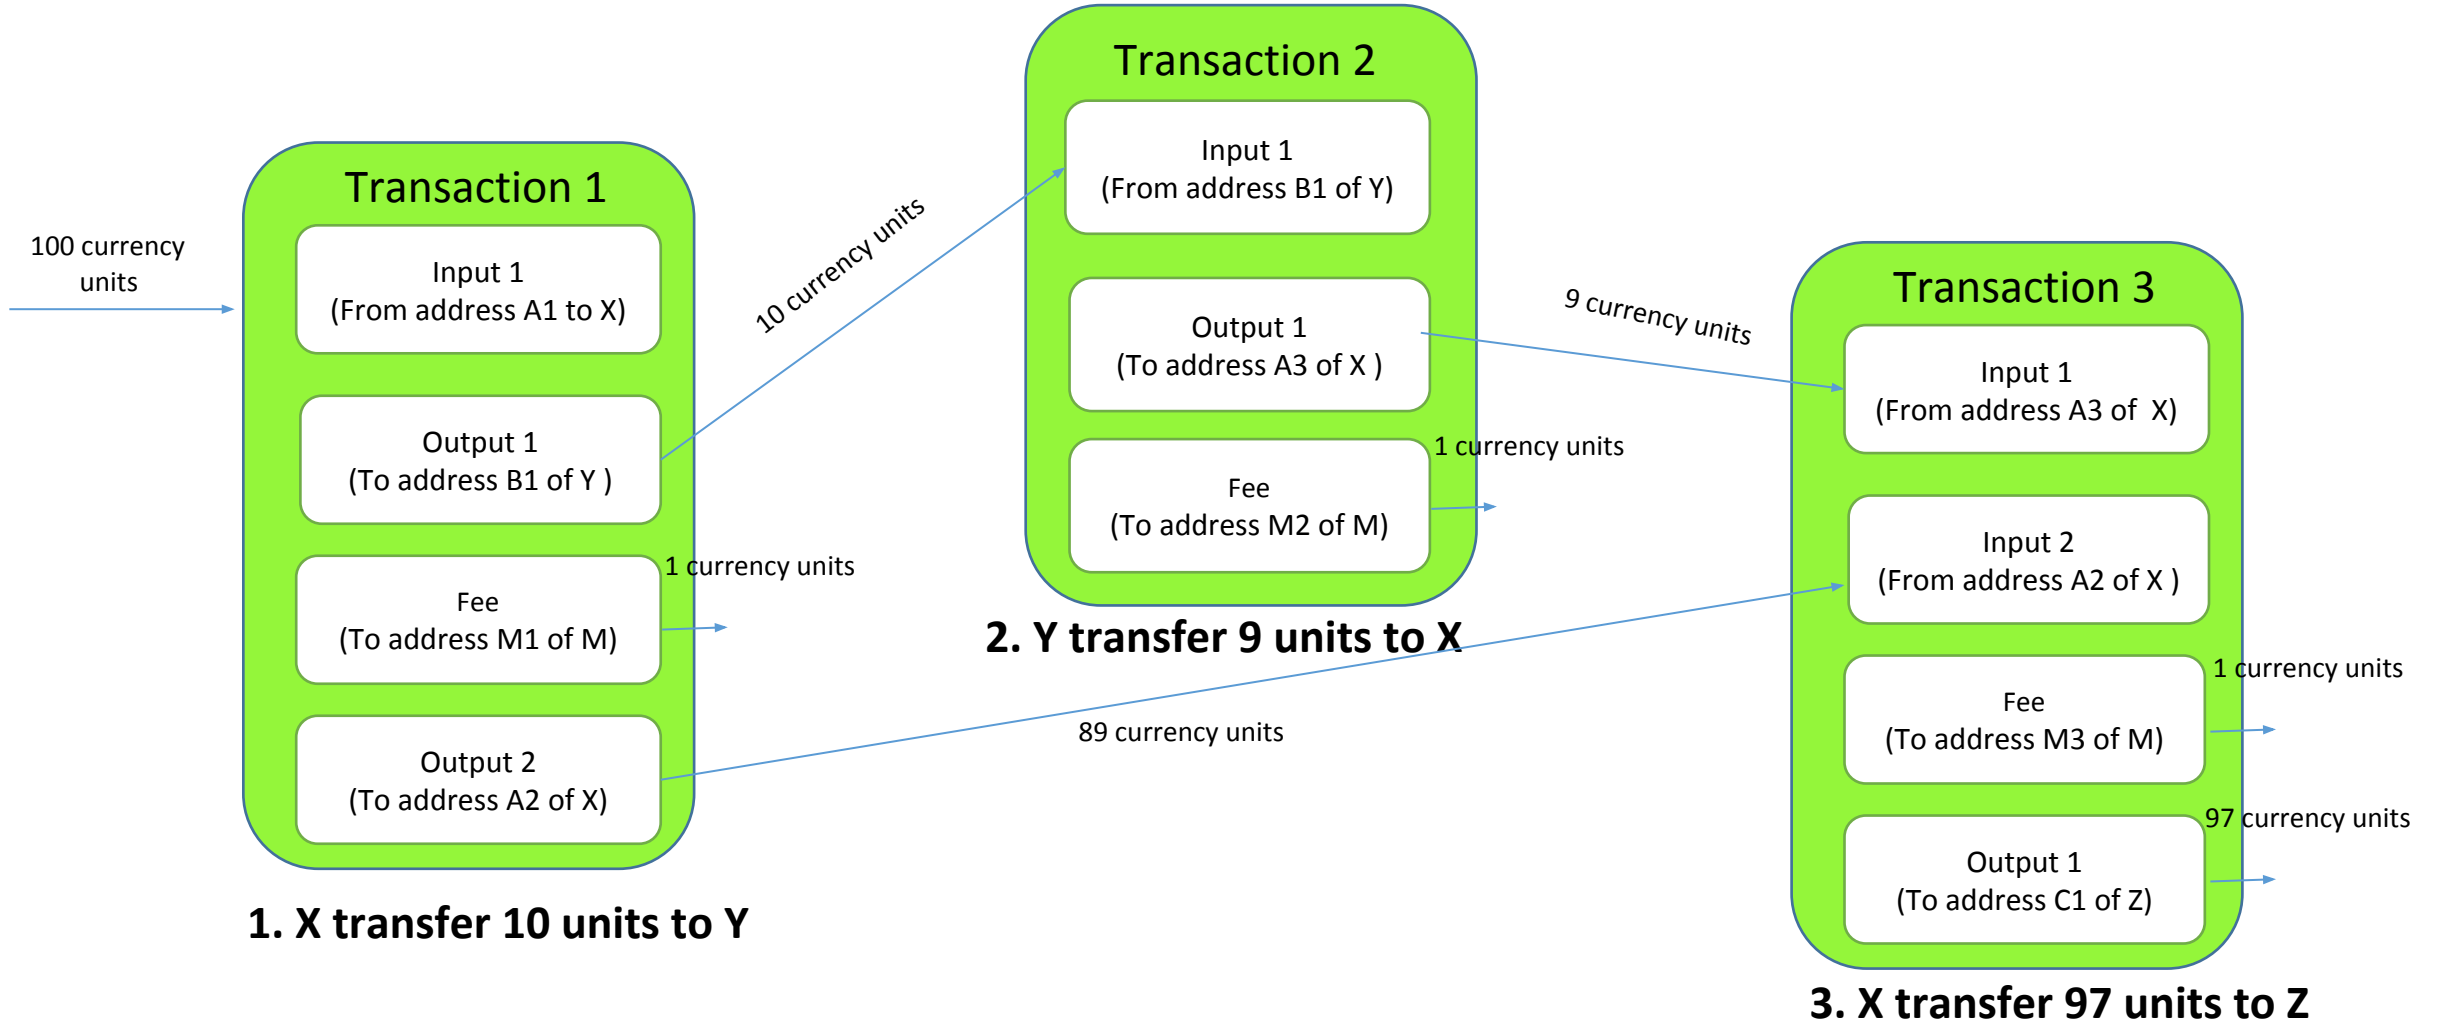 100 currency
units
Transaction 1
Input 1
(From address A1 to X)
Output 1
(To address B1 of Y )
Fee
(To address M1 of M)
1 currency units
Output 2
(To address A2 of X)
1. X transfer 10 units to Y
10 currency units
89 currency units
Transaction 2
Input 1
(From address B1 of Y)
Output 1
(To address A3 of X )
Fee
(To address M2 of M)
1 currency units
2. Y transfer 9 units to X
9 currency units
Transaction 3
Input 1
(From address A3 of  X)
Input 2
(From address A2 of X )
Fee
(To address M3 of M)
1 currency units
Output 1
(To address C1 of Z)
97 currency units
3. X transfer 97 units to Z